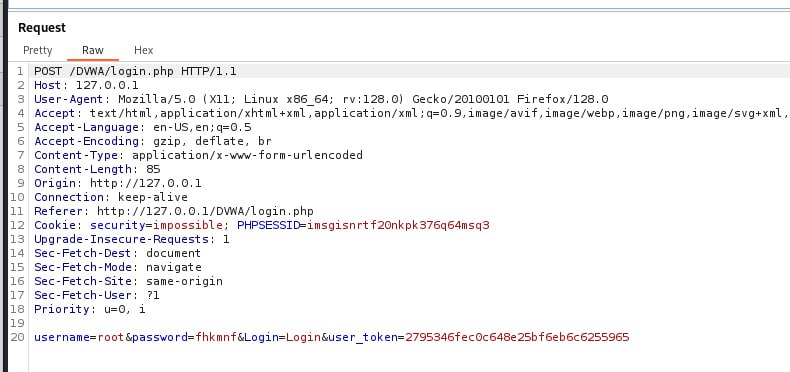 Request
Pretty Raw Hex
1 POST /DVWA/login.php HTTP/1.1
2 Host: 127.0.0.1
3 User-Agent: Mozilla/5.0 (X11; Linux x86_64; rv:128.0) Gecko/20100101 Firefox/128.0
4 Accept: text/html,application/xhtml+xml,application/xml;q=0.9,image/avif,image/webp,image/png,image/svg+xml,
5 Accept-Language: en-US,en;q=0.5
6 Accept-Encoding: gzip, deflate, br
7 Content-Type: application/x-www-form-urlencoded
8 Content-Length: 85
9 Origin: http://127.0.0.1
10 Connection: keep-alive
11 Referer: http://127.0.0.1/DVWA/login.php
12 Cookie: security=impossible; PHPSESSID=imsgisnrtf20nkpk376q64msq3
13 Upgrade-Insecure-Requests: 1
14 Sec-Fetch-Dest: document
15 Sec-Fetch-Mode: navigate
16 Sec-Fetch-Site: same-origin
17 Sec-Fetch-User: ?1
18 Priority: u=0, i
19
20 username=root&password=fhkmnf&Login=Login&user_token=2795346fec0c648e25bf6eb6c6255965